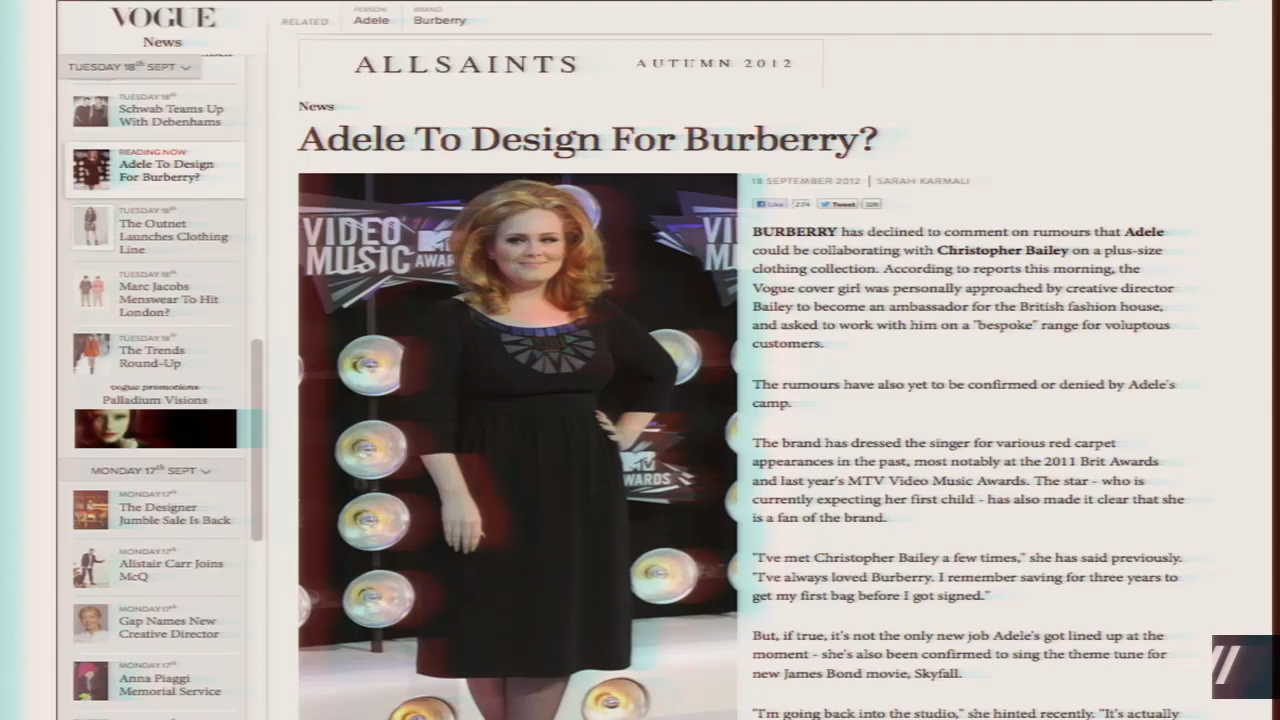 VOGUE
News
RELATED
PERSON
Adele
BRAND
Burberry
TUESDAY 18th SEPT
ALLSAINTS
AUTUMN 2012
TUESDAY 18th
Schwab Teams Up
With Debenhams
READING NOW
Adele To Design
For Burberry?
TUESDAY 18th
The Outnet
Launches Clothing
Line
TUESDAY 18th
Marc Jacobs
Menswear To Hit
London?
TUESDAY 18th
The Trends
Round-Up
vogue promotions
Palladium Visions
MONDAY 17th SEPT
MONDAY 17th
The Designer
Jumble Sale Is Back
MONDAY 17th
Alistair Carr Joins
McQ
MONDAY 17th
Gap Names New
Creative Director
MONDAY 17th
Anna Piaggi
Memorial Service
News
Adele To Design For Burberry?
VIDEO
MUSIC
AWAR
VI
M
WARDS
18 SEPTEMBER 2012 | SARAH KARMALI
Like 274 Tweet 326
BURBERRY has declined to comment on rumours that Adele
could be collaborating with Christopher Bailey on a plus-size
clothing collection. According to reports this morning, the
Vogue cover girl was personally approached by creative director
Bailey to become an ambassador for the British fashion house,
and asked to work with him on a "bespoke" range for voluptous
customers.
The rumours have also yet to be confirmed or denied by Adele's
camp.
The brand has dressed the singer for various red carpet
appearances in the past, most notably at the 2011 Brit Awards
and last year's MTV Video Music Awards. The star - who is
currently expecting her first child - has also made it clear that she
is a fan of the brand.
"I've met Christopher Bailey a few times," she has said previously.
"I've always loved Burberry. I remember saving for three years to
get my first bag before I got signed."
But, if true, it's not the only new job Adele's got lined up at the
moment - she's also been confirmed to sing the theme tune for
new James Bond movie, Skyfall.
"I'm going back into the studio," she hinted recently. "It's actually